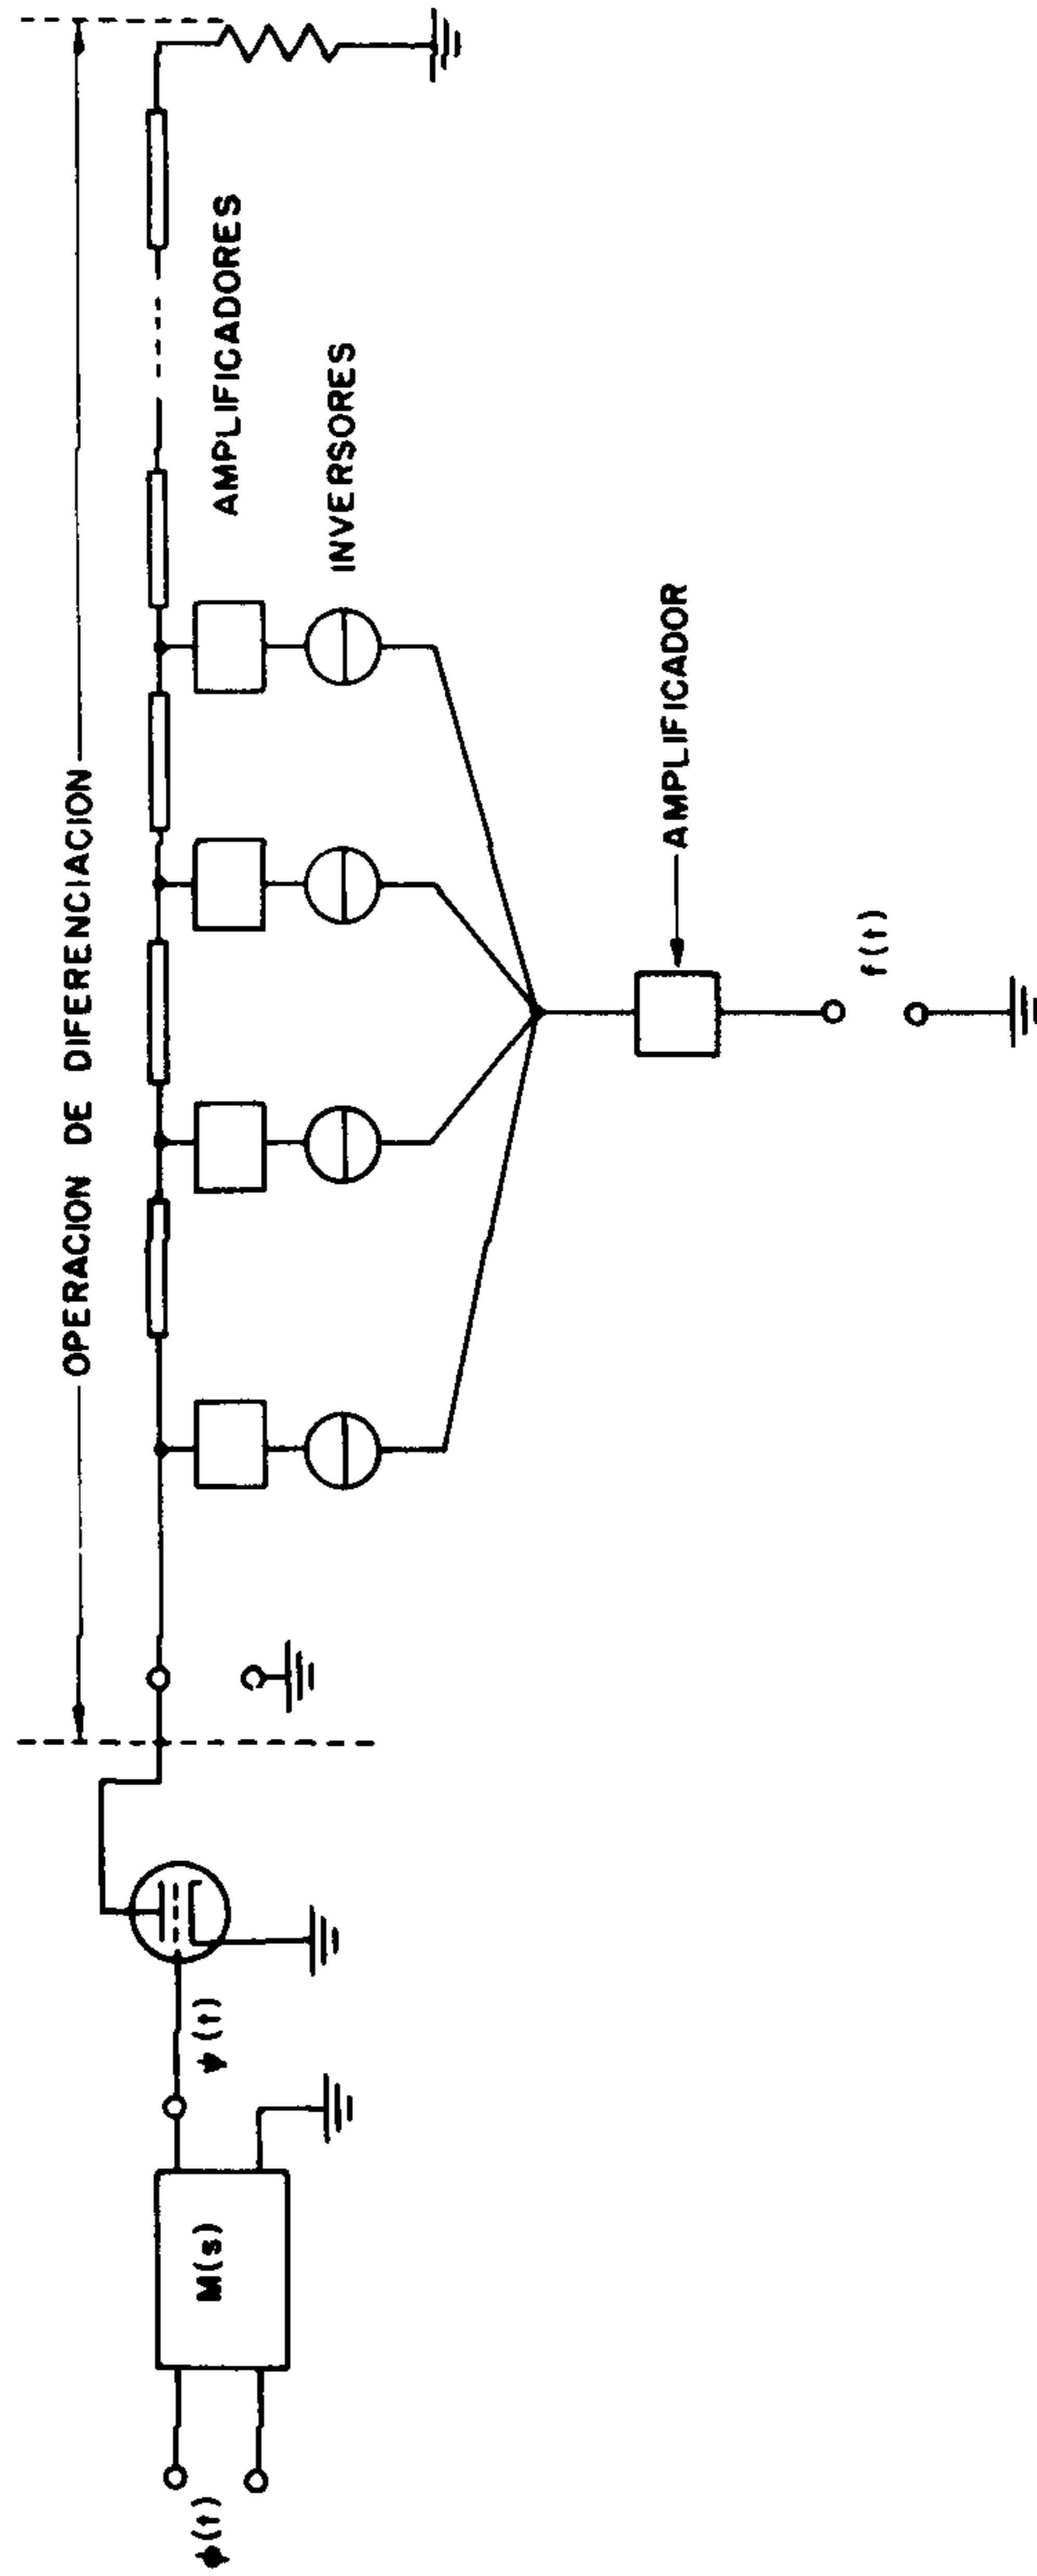 OPERACION DE DIFERENCIACION
AMPLIFICADORES
INVERSORES
ϕ(t)
M(s)
ψ(t)
AMPLIFICADOR
f(t)